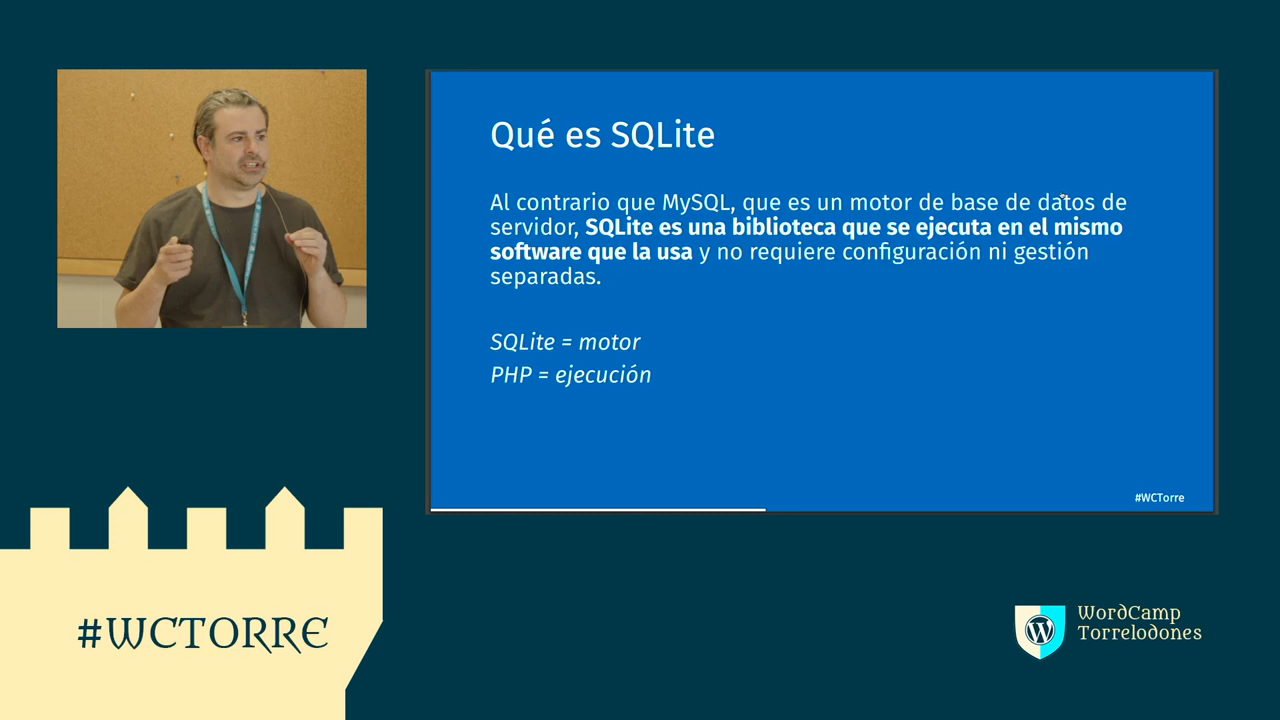 Qué es SQLite
Al contrario que MySQL, que es un motor de base de datos de
servidor, SQLite es una biblioteca que se ejecuta en el mismo
software que la usa y no requiere configuración ni gestión
separadas.
SQLite = motor
PHP = ejecución
#WCTorre
#WCTORRE
WordCamp
Torrelodones